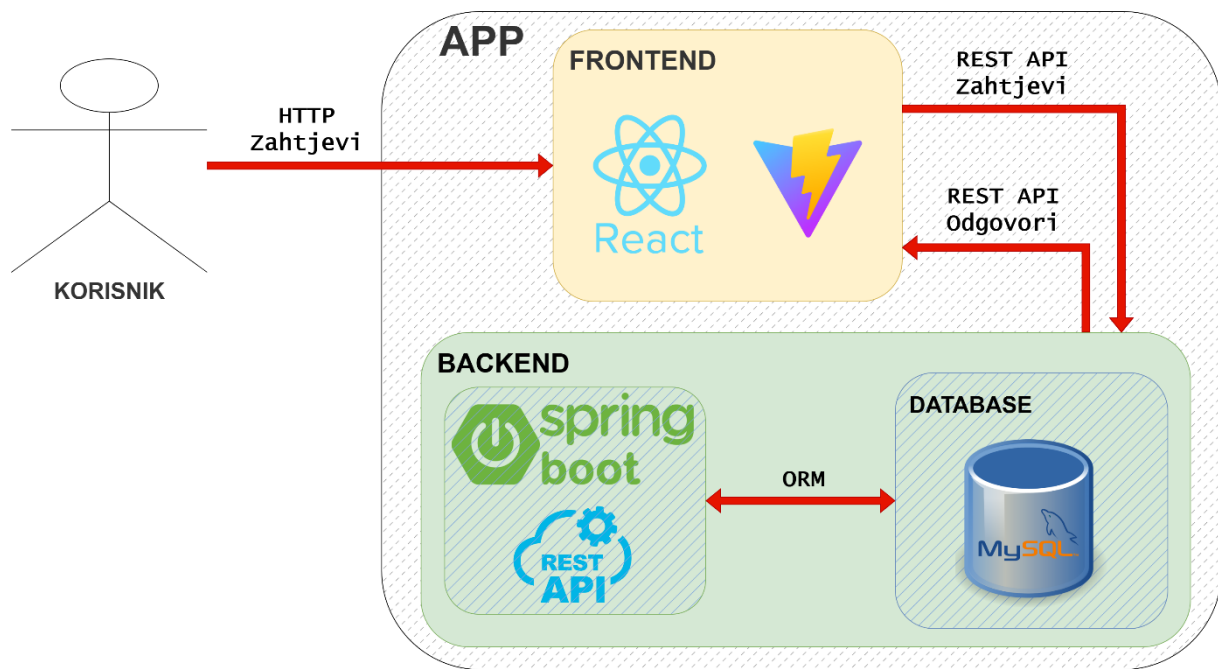 APP
FRONTEND
React
HTTP
Zahtjevi
REST API
Zahtjevi
REST API
Odgovori
KORISNIK
BACKEND
spring
boot
REST
API
ORM
DATABASE
MySQL